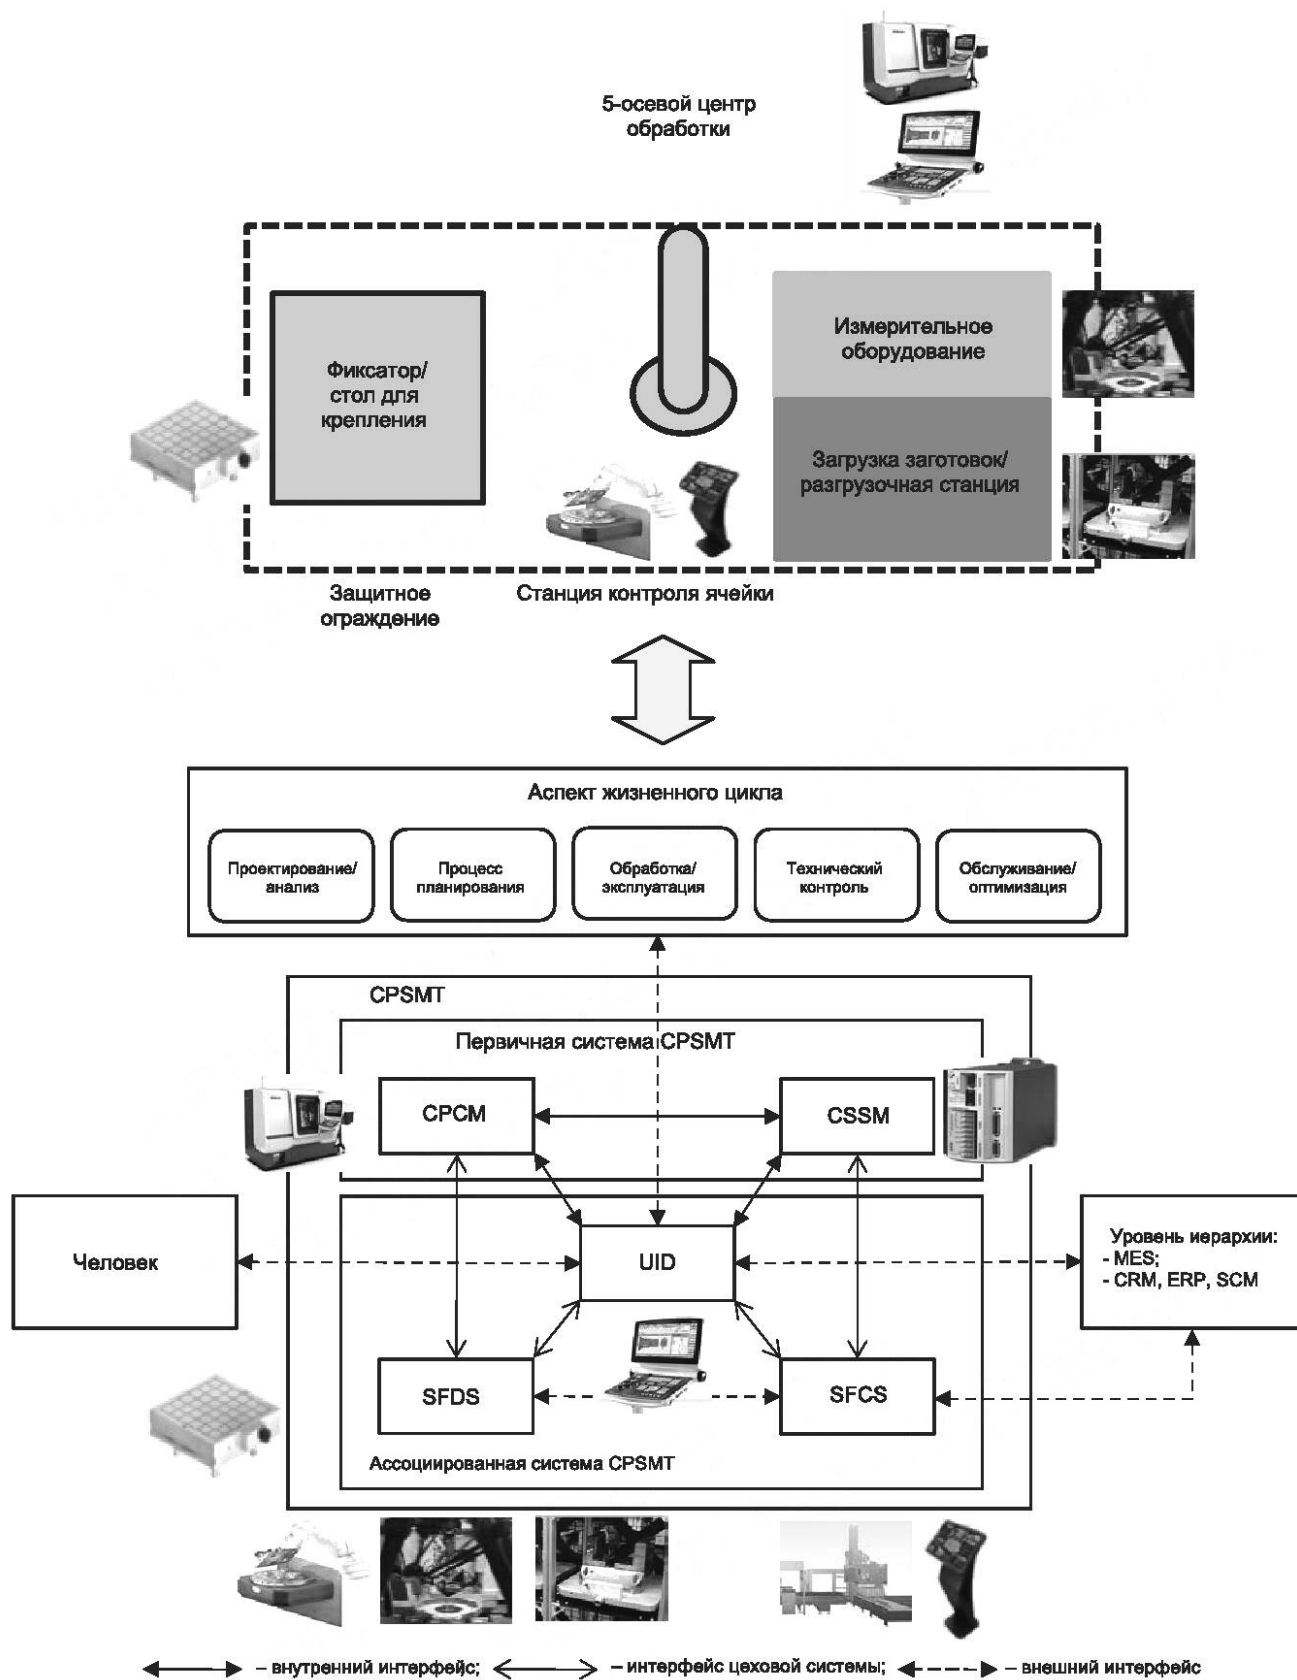 5-осевой центр
обработки
Измерительное
оборудование
Фиксатор/
стол для
крепления
Загрузка заготовок/
разгрузочная станция
Защитное
ограждение
Станция контроля ячейки
Аспект жизненного цикла
Проектирование/
анализ
Процесс
планирования
Обработка/
эксплуатация
Технический
контроль
Обслуживание/
оптимизация
CPSMT
Первичная система CPSMT
CPCM
CSSM
Человек
UID
Уровень иерархии:
- MES;
- CRM, ERP, SCM
SFDS
SFCS
Ассоциированная система CPSMT
– внутренний интерфейс;
– интерфейс цеховой системы;
– внешний интерфейс